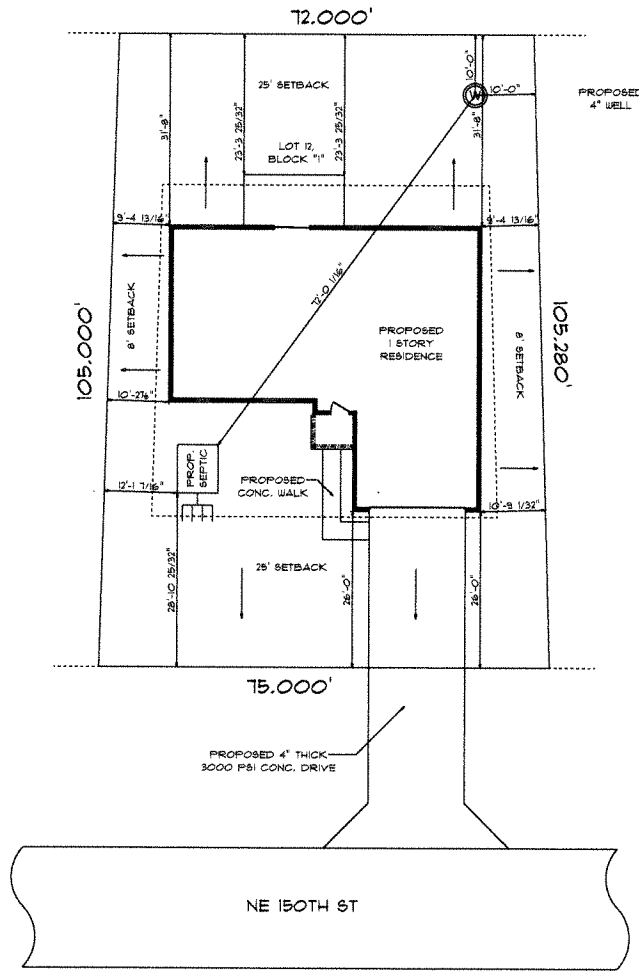 72.000'
10'-0"
10'-0"
PROPOSED
4" WELL
W
25' SETBACK
31'-8"
23'-3 25/32"
23'-3 25/32"
31'-8"
LOT 12,
BLOCK "1"
9'-4 13/16"
9'-4 13/16"
72'-0 1/16"
105.000'
8' SETBACK
PROPOSED
1 STORY
RESIDENCE
8' SETBACK
105.280'
PROP.
SEPTIC
12'-1 7/16"
PROPOSED
CONC. WALK
10'-9 1/32"
28'-10 25/32"
25' SETBACK
26'-0"
26'-0"
75.000'
PROPOSED 4" THICK
3000 PSI CONC. DRIVE
NE 150TH ST